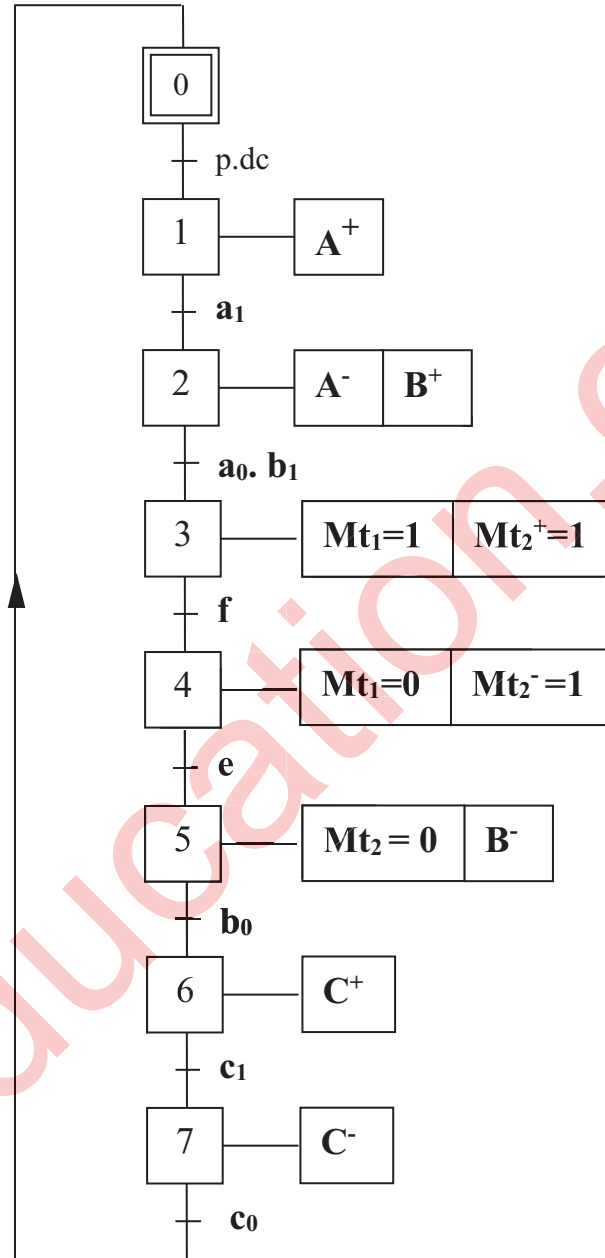 0
p.dc
1 A⁺
a₁
2 A⁻ B⁺
a₀. b₁
3 Mt₁=1 Mt₂⁺=1
f
4 Mt₁=0 Mt₂⁻=1
e
5 Mt₂ = 0 B⁻
b₀
6 C⁺
c₁
7 C⁻
c₀
ducation.